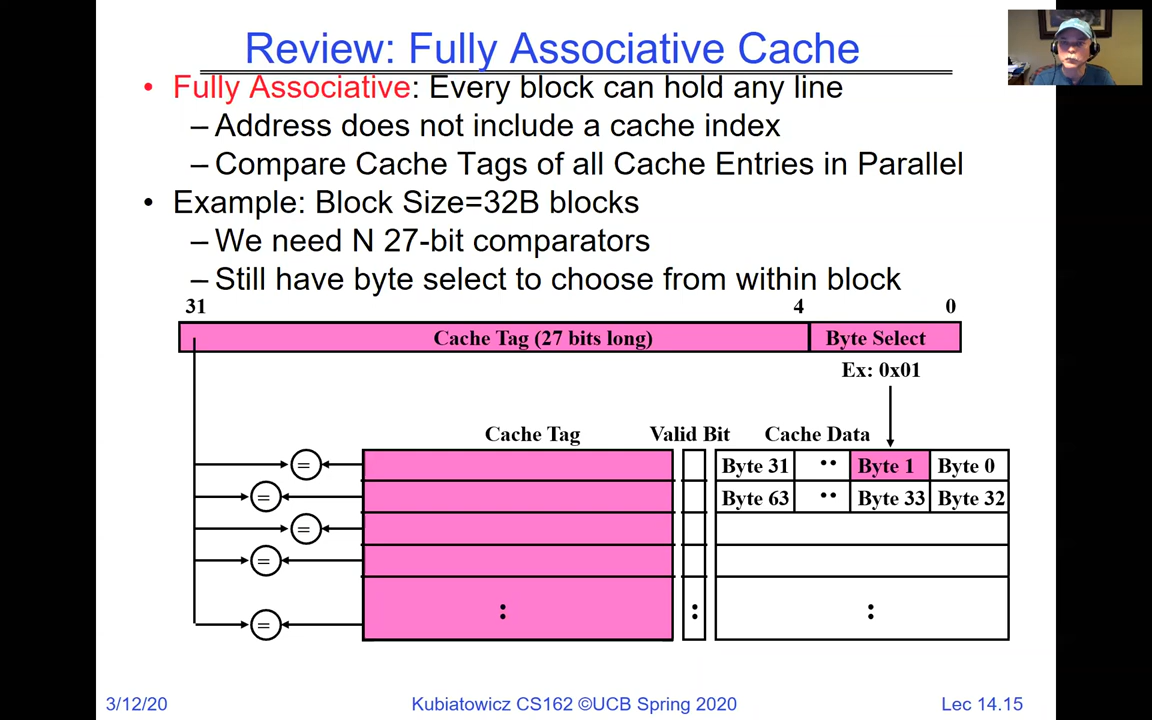 Review: Fully Associative Cache
• Fully Associative: Every block can hold any line
– Address does not include a cache index
– Compare Cache Tags of all Cache Entries in Parallel
• Example: Block Size=32B blocks
– We need N 27-bit comparators
– Still have byte select to choose from within block
31 4 0
Cache Tag (27 bits long) Byte Select
Ex: 0x01
Cache Tag Valid Bit Cache Data
= Byte 31 •• Byte 1 Byte 0
= Byte 63 •• Byte 33 Byte 32
=
=
: : :
=
3/12/20 Kubiatowicz CS162 ©UCB Spring 2020 Lec 14.15